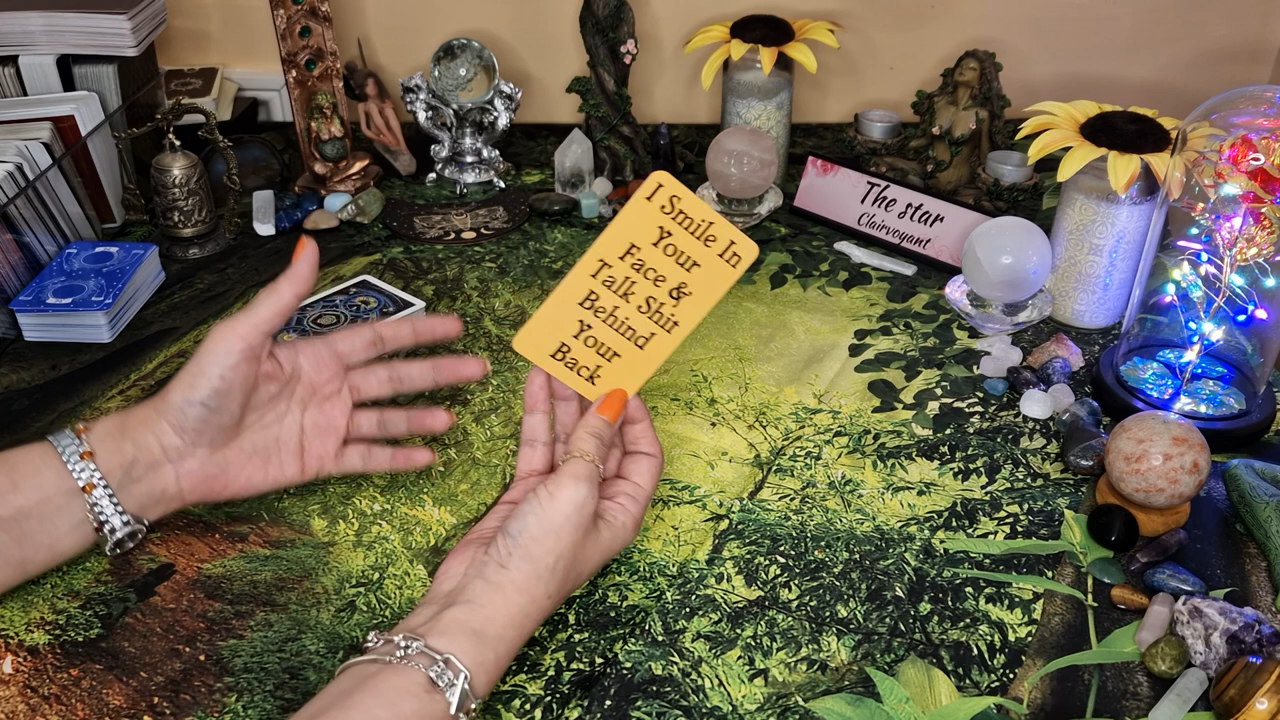 I Smile In
Your
Face &
Talk Shit
Behind
Your
Back
The star
Clairvoyant